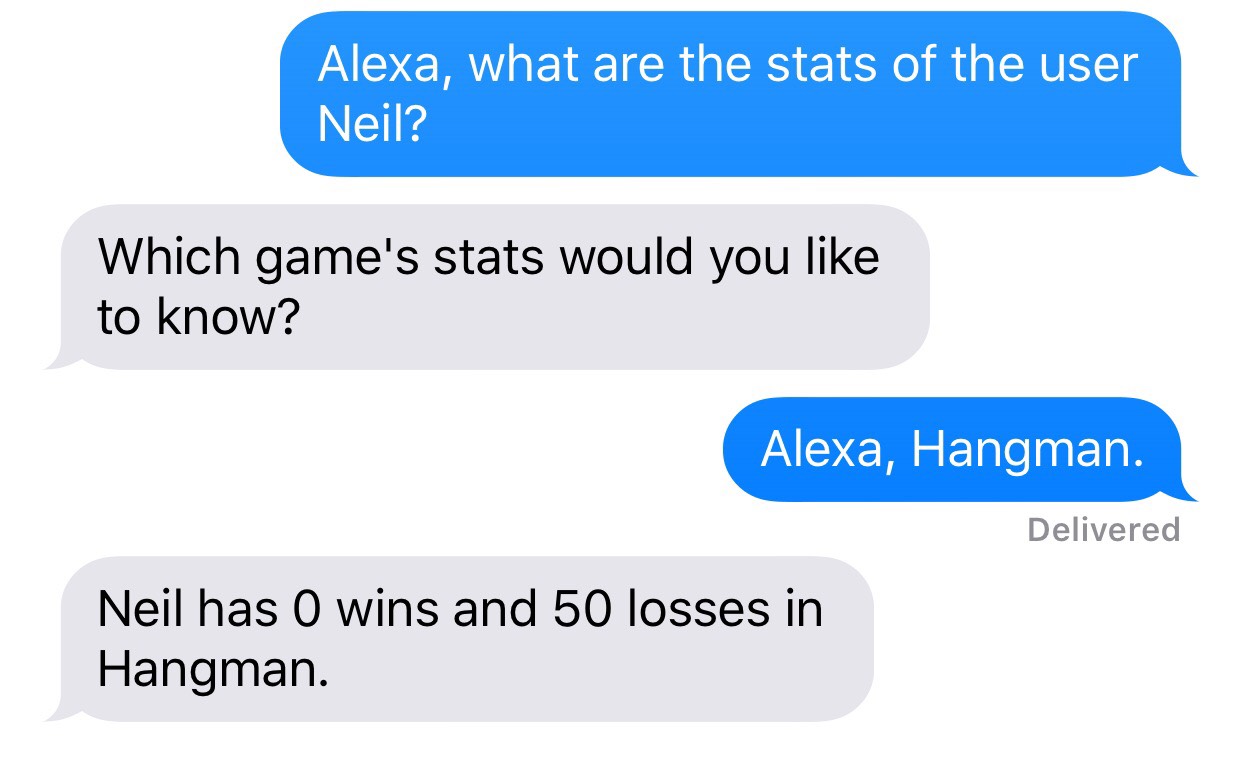 Alexa, what are the stats of the user
Neil?
Which game's stats would you like
to know?
Alexa, Hangman.
Delivered
Neil has 0 wins and 50 losses in
Hangman.